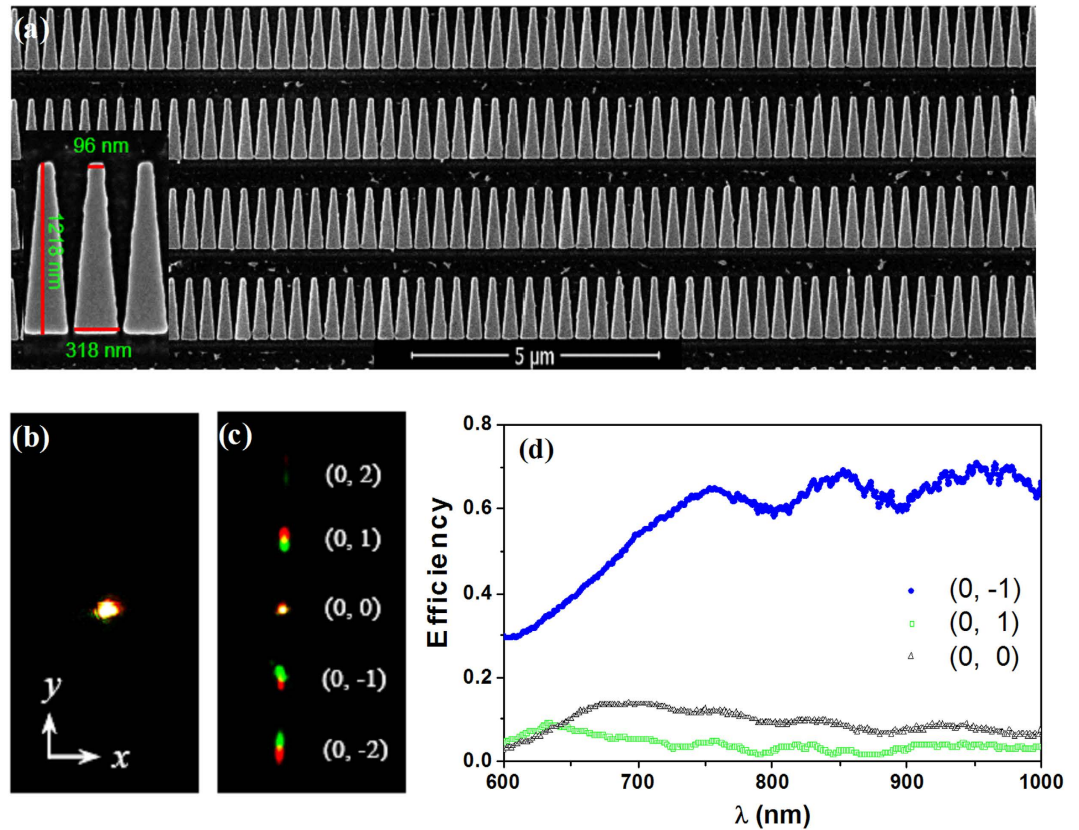 (a)
96 nm
1218 nm
318 nm
5 µm
(b)
y
x
(c)
(0, 2)
(0, 1)
(0, 0)
(0, -1)
(0, -2)
(d)
Efficiency
0.8
0.6
0.4
0.2
0.0
(0, -1)
(0, 1)
(0, 0)
600 700 800 900 1000
λ (nm)